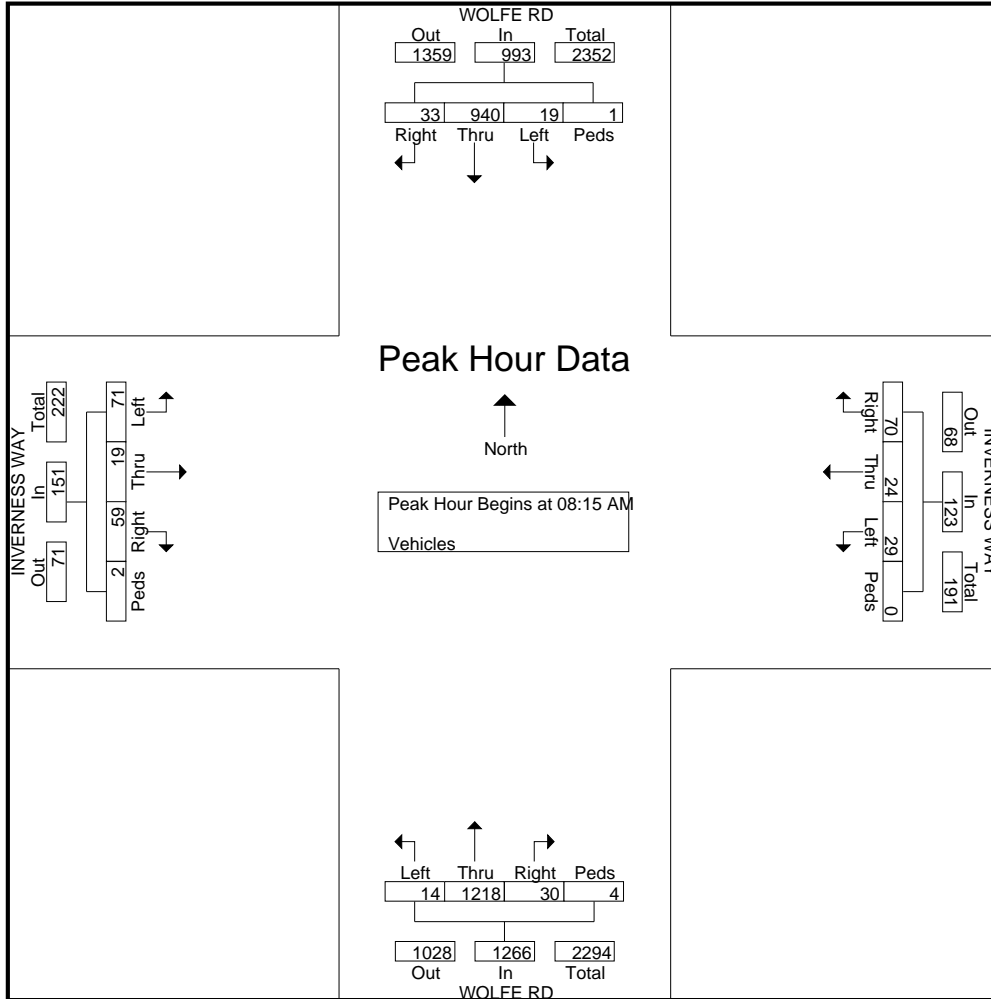 WOLFE RD
Out In Total
1359 993 2352
33 940 19 1
Right Thru Left Peds
Peak Hour Data
North
Peak Hour Begins at 08:15 AM
Vehicles
INVERNESS WAY
Total In Out
222 151 71
71 19 59 2
Left Thru Right Peds
Right Thru Left Peds
70 24 29 0
Out In Total
68 123 191
INVERNESS WAY
Left Thru Right Peds
14 1218 30 4
1028 1266 2294
Out In Total
WOLFE RD